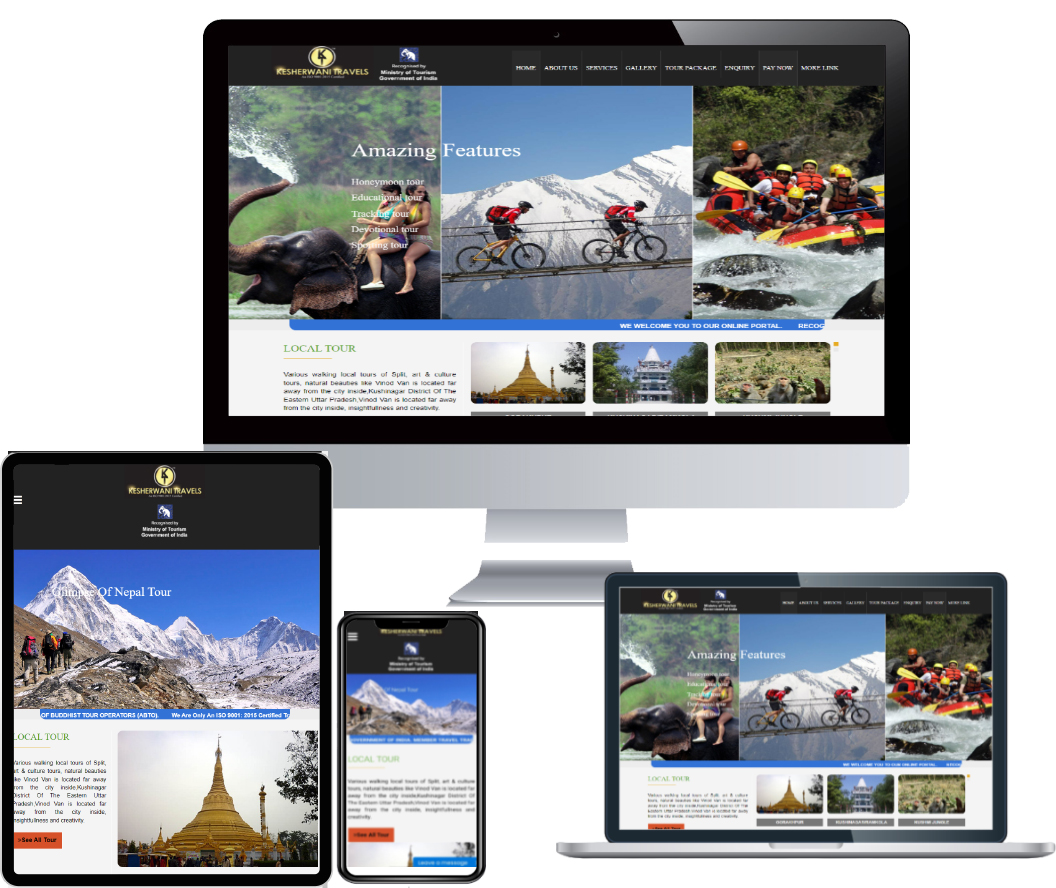 KESHERWANI TRAVELS
Recognised by
Ministry of Tourism
Government of India
HOME ABOUT US SERVICES GALLERY TOUR PACKAGE ENQUIRY PAY NOW MORE LINK
Amazing Features
Honeymoon tour
Educational tour
Tracking tour
Devotional tour
Sporting tour
WE WELCOME YOU TO OUR ONLINE PORTAL. RECOG
LOCAL TOUR
Various walking local tours of Split, art & culture
tours, natural beauties like Vinod Van is located far
away from the city inside,Kushinagar District Of The
Eastern Uttar Pradesh,Vinod Van is located far away
from the city inside, insightfullness and creativity.
KESHERWANI TRAVELS
Recognised by
Ministry of Tourism
Government of India
Glimpse Of Nepal Tour
OF BUDDHIST TOUR OPERATORS (ABTO). We Are Only An ISO 9001: 2015 Certified To
LOCAL TOUR
Various walking local tours of Split,
art & culture tours, natural beauties
like Vinod Van is located far away
from the city inside,Kushinagar
District Of The Eastern Uttar
Pradesh,Vinod Van is located far
away from the city inside,
insightfullness and creativity.
»See All Tour
KESHERWANI TRAVELS
Recognised by
Ministry of Tourism
Government of India
Of Nepal Tour
GOVERNMENT OF INDIA MEMBER TRAVEL
LOCAL TOUR
Various walking local tours of Split, art & culture
tours, natural beauties like Vinod Van is located far
away from the city inside,Kushinagar District Of
The Eastern Uttar Pradesh,Vinod Van is located far
away from the city inside, insightfullness and
creativity.
»See All Tour
Leave a message
KESHERWANI TRAVELS
Recognised by
Ministry of Tourism
Government of India
HOME ABOUT US SERVICES GALLERY TOUR PACKAGE ENQUIRY PAY NOW MORE LINK
Amazing Features
Honeymoon tour
Educational tour
Tracking tour
Devotional tour
WE WELCOME YOU TO OUR ONLINE PORTAL. RECOG
LOCAL TOUR
Various walking local tours of Split, art & culture
tours, natural beauties like Vinod Van is located far
away from the city inside,Kushinagar District Of The
Eastern Uttar Pradesh,Vinod Van is located far away
from the city inside, insightfullness and creativity.
»See All Tour